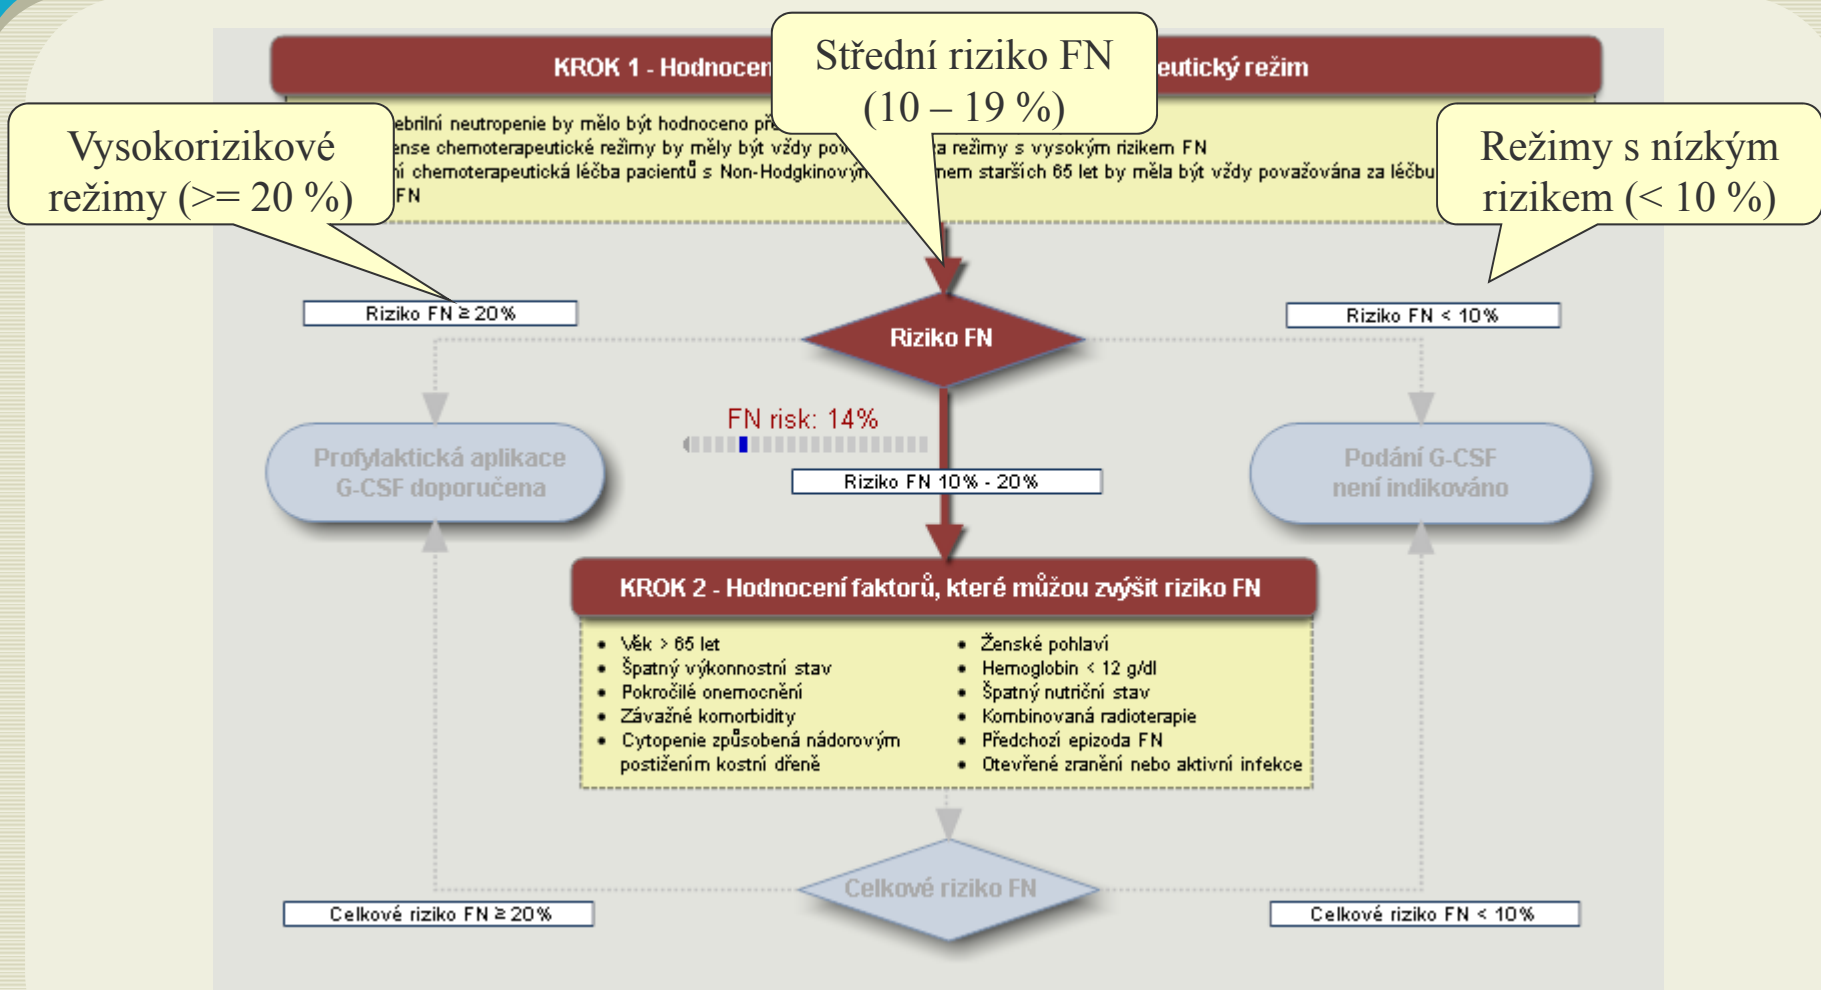 Střední riziko FN
(10 – 19 %)
KROK 1 - Hodnocen
eutický režim
Vysokorizikové
režimy (>= 20 %)
Režimy s nízkým
rizikem (< 10 %)
ebrilní neutropenie by mělo být hodnoceno př
ense chemoterapeutické režimy by měly být vždy pov a režimy s vysokým rizikem FN
ní chemoterapeutická léčba pacientů s Non-Hodgkinovým nem starších 65 let by měla být vždy považována za léčbu
FN
Riziko FN ≥ 20%
Riziko FN < 10%
Riziko FN
FN risk: 14%
Profylaktická aplikace
G-CSF doporučena
Podání G-CSF
není indikováno
Riziko FN 10% - 20%
KROK 2 - Hodnocení faktorů, které můžou zvýšit riziko FN
• Věk > 65 let
• Špatný výkonnostní stav
• Pokročilé onemocnění
• Závažné komorbidity
• Cytopenie způsobená nádorovým
postižením kostní dřeně
• Ženské pohlaví
• Hemoglobin < 12 g/dl
• Špatný nutriční stav
• Kombinovaná radioterapie
• Předchozí epizoda FN
• Otevřené zranění nebo aktivní infekce
Celkové riziko FN
Celkové riziko FN ≥ 20%
Celkové riziko FN < 10%